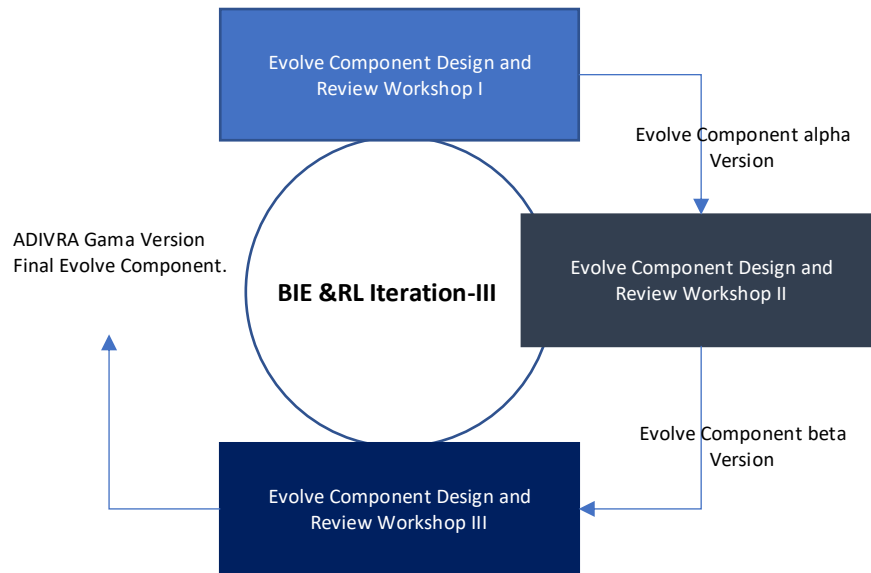 Evolve Component Design and
Review Workshop I
Evolve Component alpha
Version
ADIVRA Gama Version
Final Evolve Component.
BIE &RL Iteration-III
Evolve Component Design and
Review Workshop II
Evolve Component beta
Version
Evolve Component Design and
Review Workshop III